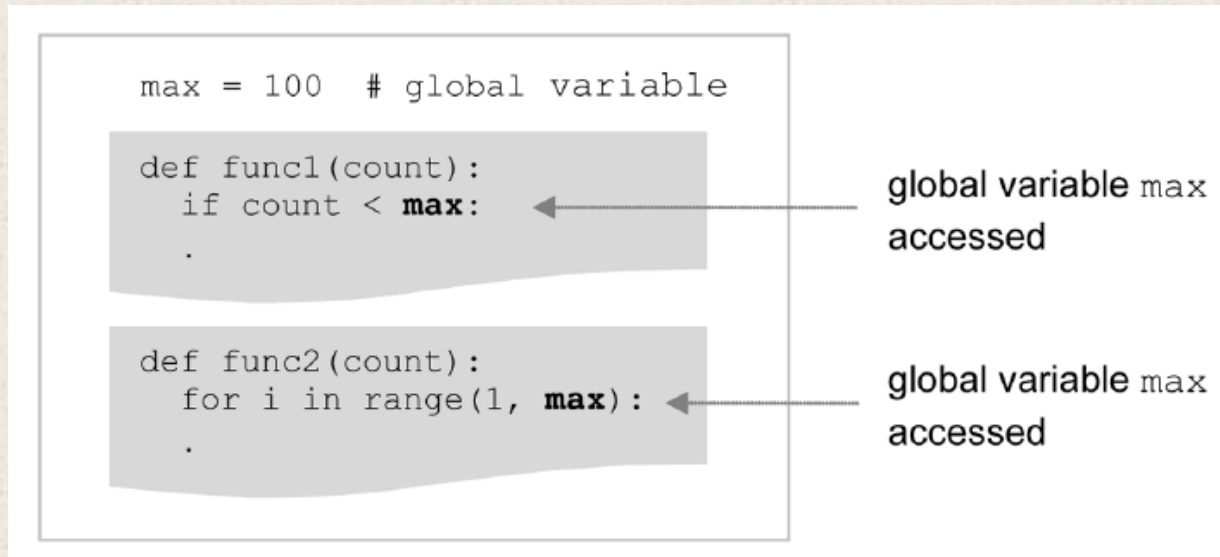 max = 100  # global variable
def func1(count):
  if count < max:
  .
global variable max
accessed
def func2(count):
  for i in range(1, max):
  .
global variable max
accessed